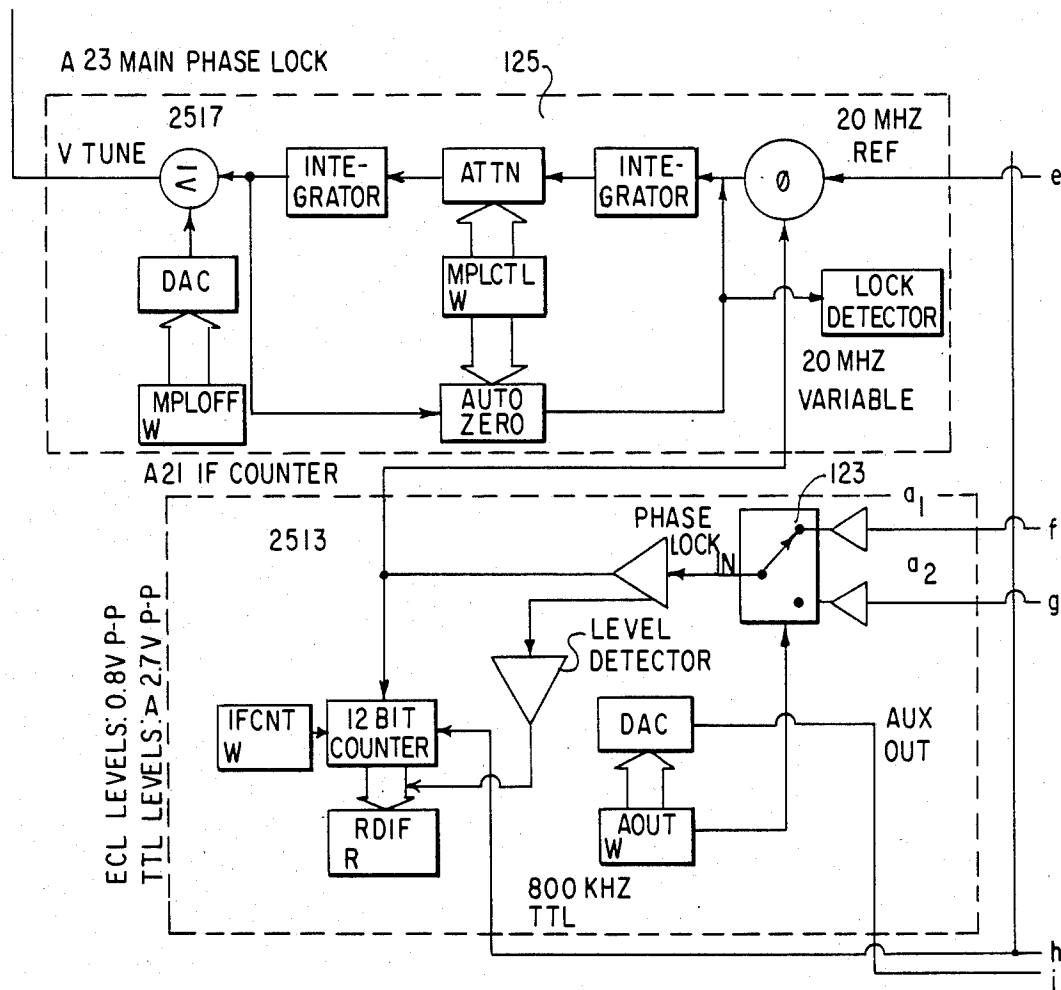 A 23 MAIN PHASE LOCK
125
2517
V TUNE
20 MHZ
REF
INTE-
GRATOR
ATTN
INTE-
GRATOR
Ø
e
DAC
MPLCTL
W
LOCK
DETECTOR
20 MHZ
VARIABLE
MPLOFF
W
AUTO
ZERO
A21 IF COUNTER
123
a1
2513
PHASE
LOCK
IN
f
a2
g
LEVEL
DETECTOR
ECL LEVELS: 0.8V P-P
TTL LEVELS: > 2.7V P-P
IFCNT
W
12 BIT
COUNTER
DAC
AUX
OUT
RDIF
R
AOUT
W
800 KHZ
TTL
h